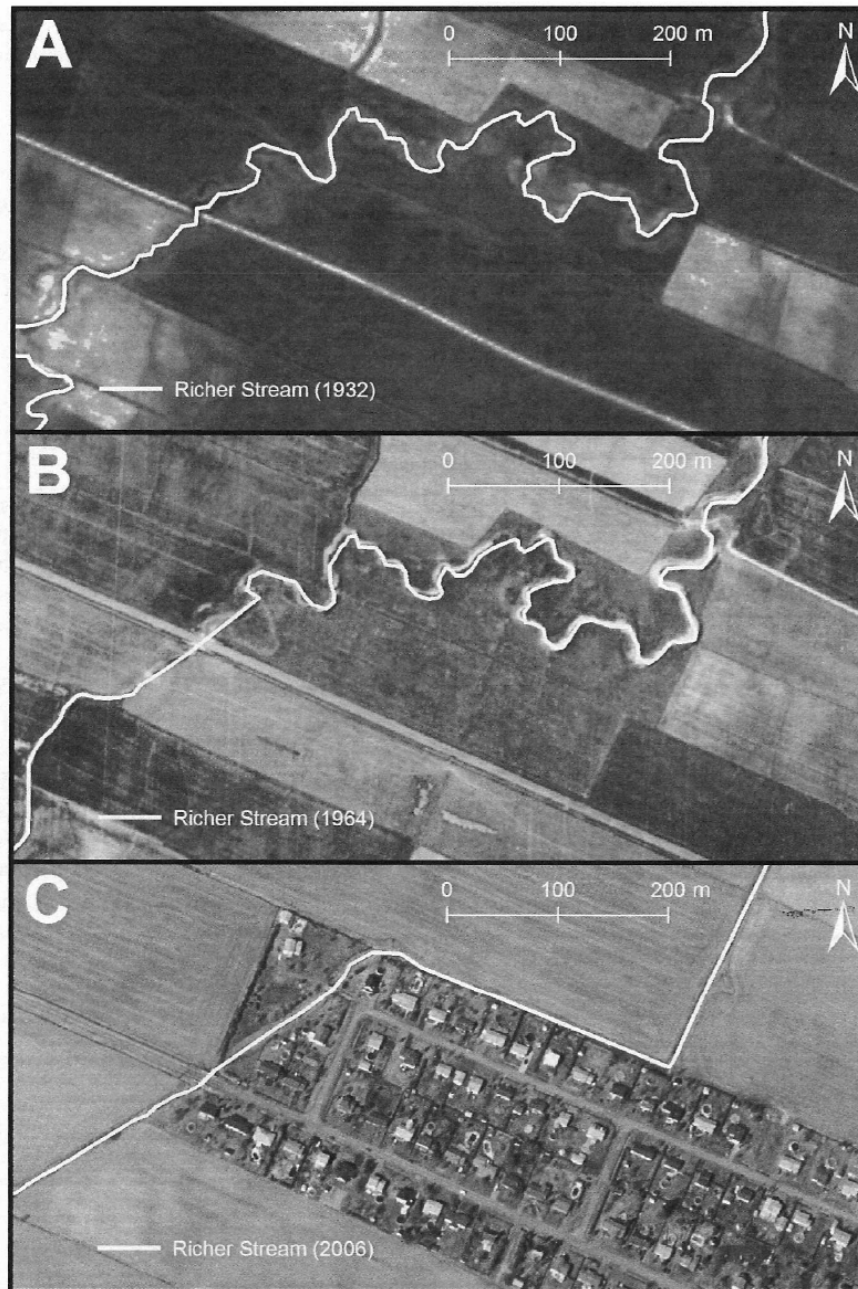 A
0 100 200 m
N
Richer Stream (1932)
B
0 100 200 m
N
Richer Stream (1964)
C
0 100 200 m
N
Richer Stream (2006)